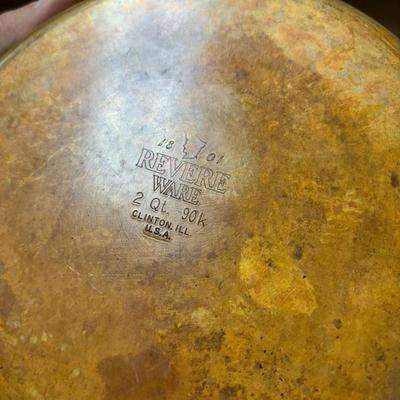 18 01
REVERE
WARE
2 Qt. 90k
CLINTON, ILL.
U.S.A.